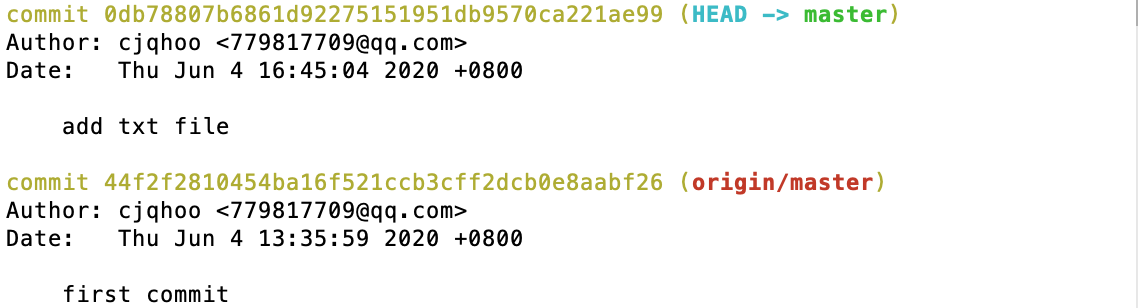 commit 0db78807b6861d92275151951db9570ca221ae99 (HEAD -> master)
Author: cjqhoo <779817709@qq.com>
Date:   Thu Jun 4 16:45:04 2020 +0800
    add txt file
commit 44f2f2810454ba16f521ccb3cff2dcb0e8aabf26 (origin/master)
Author: cjqhoo <779817709@qq.com>
Date:   Thu Jun 4 13:35:59 2020 +0800
    first commit